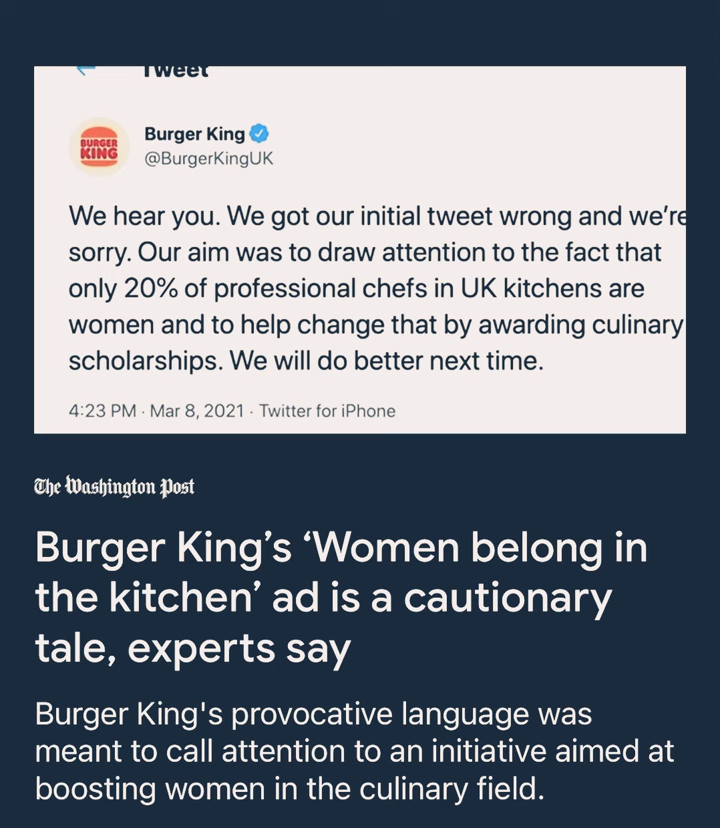 Tweet
BURGER
KING
Burger King
@BurgerKingUK
We hear you. We got our initial tweet wrong and we're
sorry. Our aim was to draw attention to the fact that
only 20% of professional chefs in UK kitchens are
women and to help change that by awarding culinary
scholarships. We will do better next time.
4:23 PM · Mar 8, 2021 · Twitter for iPhone
The Washington Post
Burger King’s ‘Women belong in
the kitchen’ ad is a cautionary
tale, experts say
Burger King's provocative language was
meant to call attention to an initiative aimed at
boosting women in the culinary field.